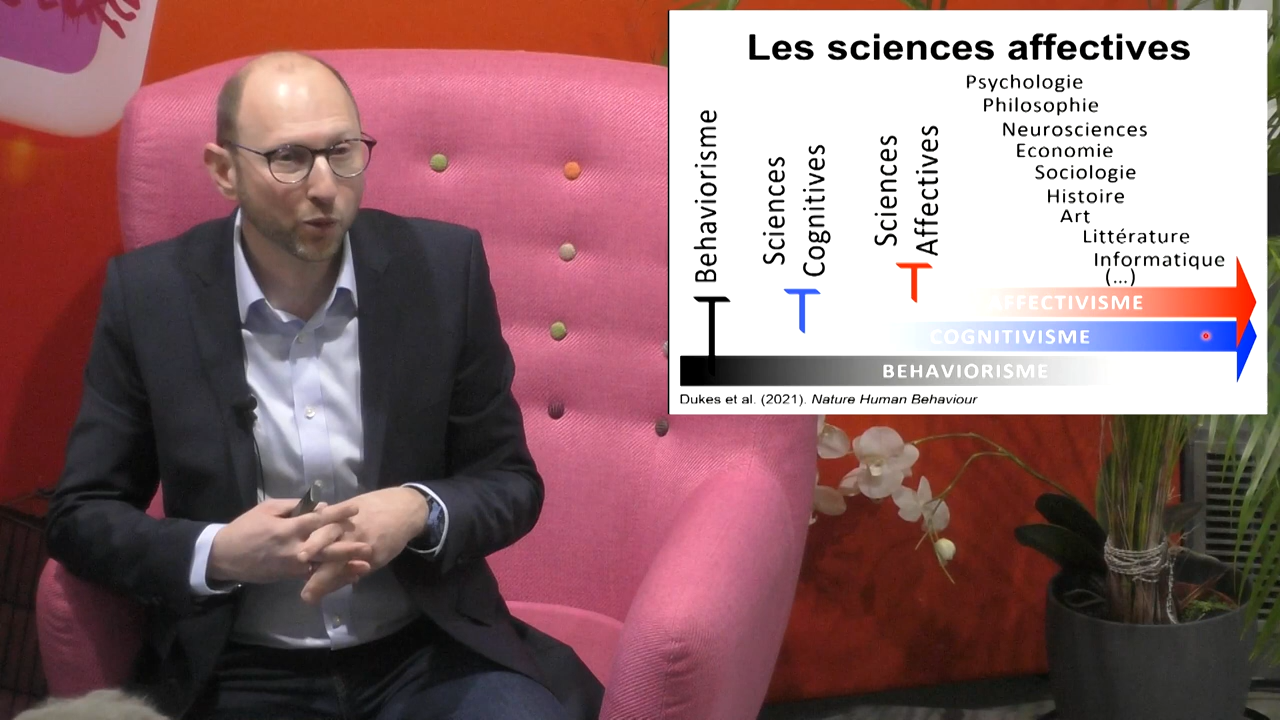 Les sciences affectives
Behaviorisme
Sciences
Cognitives
Sciences
Affectives
Psychologie
Philosophie
Neurosciences
Economie
Sociologie
Histoire
Art
Littérature
Informatique
(...)
AFFECTIVISME
COGNITIVISME
BEHAVIORISME
Dukes et al. (2021). Nature Human Behaviour